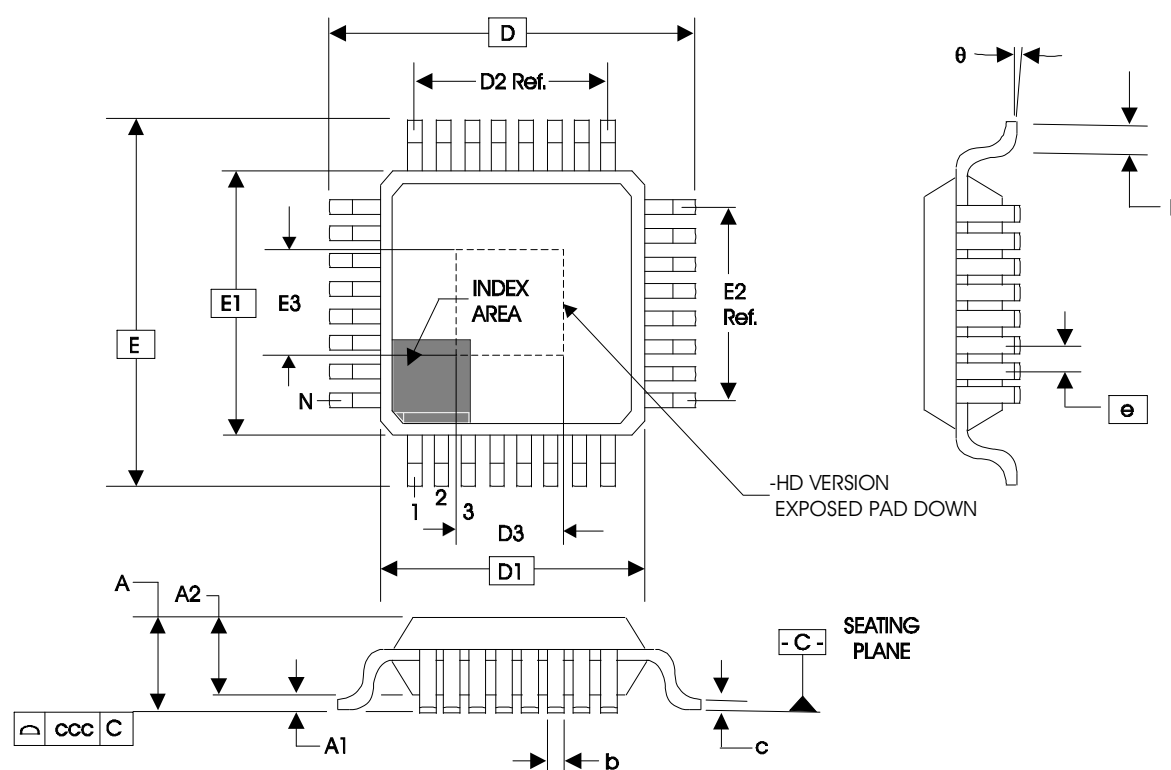 D
D2 Ref.
θ
E1
E3
INDEX
AREA
E2
Ref.
E
N
e
1
2
3
D3
-HD VERSION
EXPOSED PAD DOWN
D1
A
A2
- C -
SEATING
PLANE
ccc C
A1
b
c